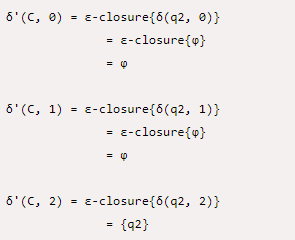 δ'(C, 0) = ε-closure{δ(q2, 0)}
= ε-closure{φ}
= φ
δ'(C, 1) = ε-closure{δ(q2, 1)}
= ε-closure{φ}
= φ
δ'(C, 2) = ε-closure{δ(q2, 2)}
= {q2}